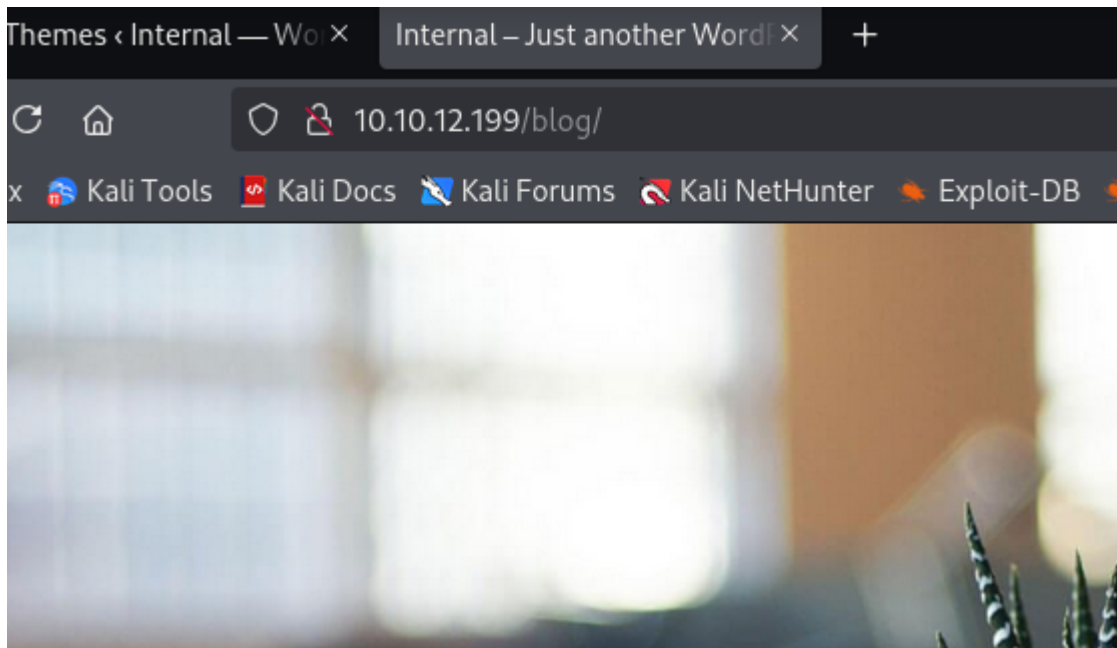 Themes ‹ Internal — Wo ×  Internal – Just another Word ×  +
10.10.12.199/blog/
x  Kali Tools  Kali Docs  Kali Forums  Kali NetHunter  Exploit-DB